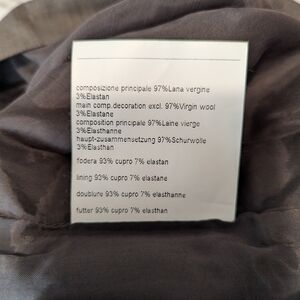 composizione principale 97%Lana vergine
3%Elastan
main comp.decoration excl. 97%Virgin wool
3%Elastane
composition principale 97%Laine vierge
3%Elasthanne
haupt-zusammensetzung 97%Schurwolle
3%Elasthan
fodera 93% cupro 7% elastan
lining 93% cupro 7% elastane
doublure 93% cupro 7% elasthanne
futter 93% cupro 7% elasthan